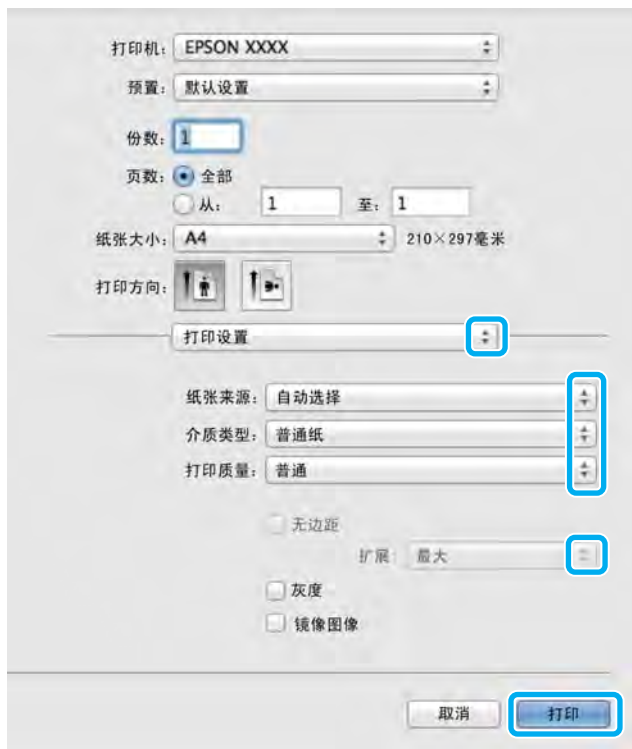 打印机： EPSON XXXX
预置： 默认设置
份数： 1
页数： 全部
从： 1 至： 1
纸张大小： A4 210×297毫米
打印方向：
打印设置
纸张来源： 自动选择
介质类型： 普通纸
打印质量： 普通
无边距
扩展 最大
灰度
镜像图像
取消 打印